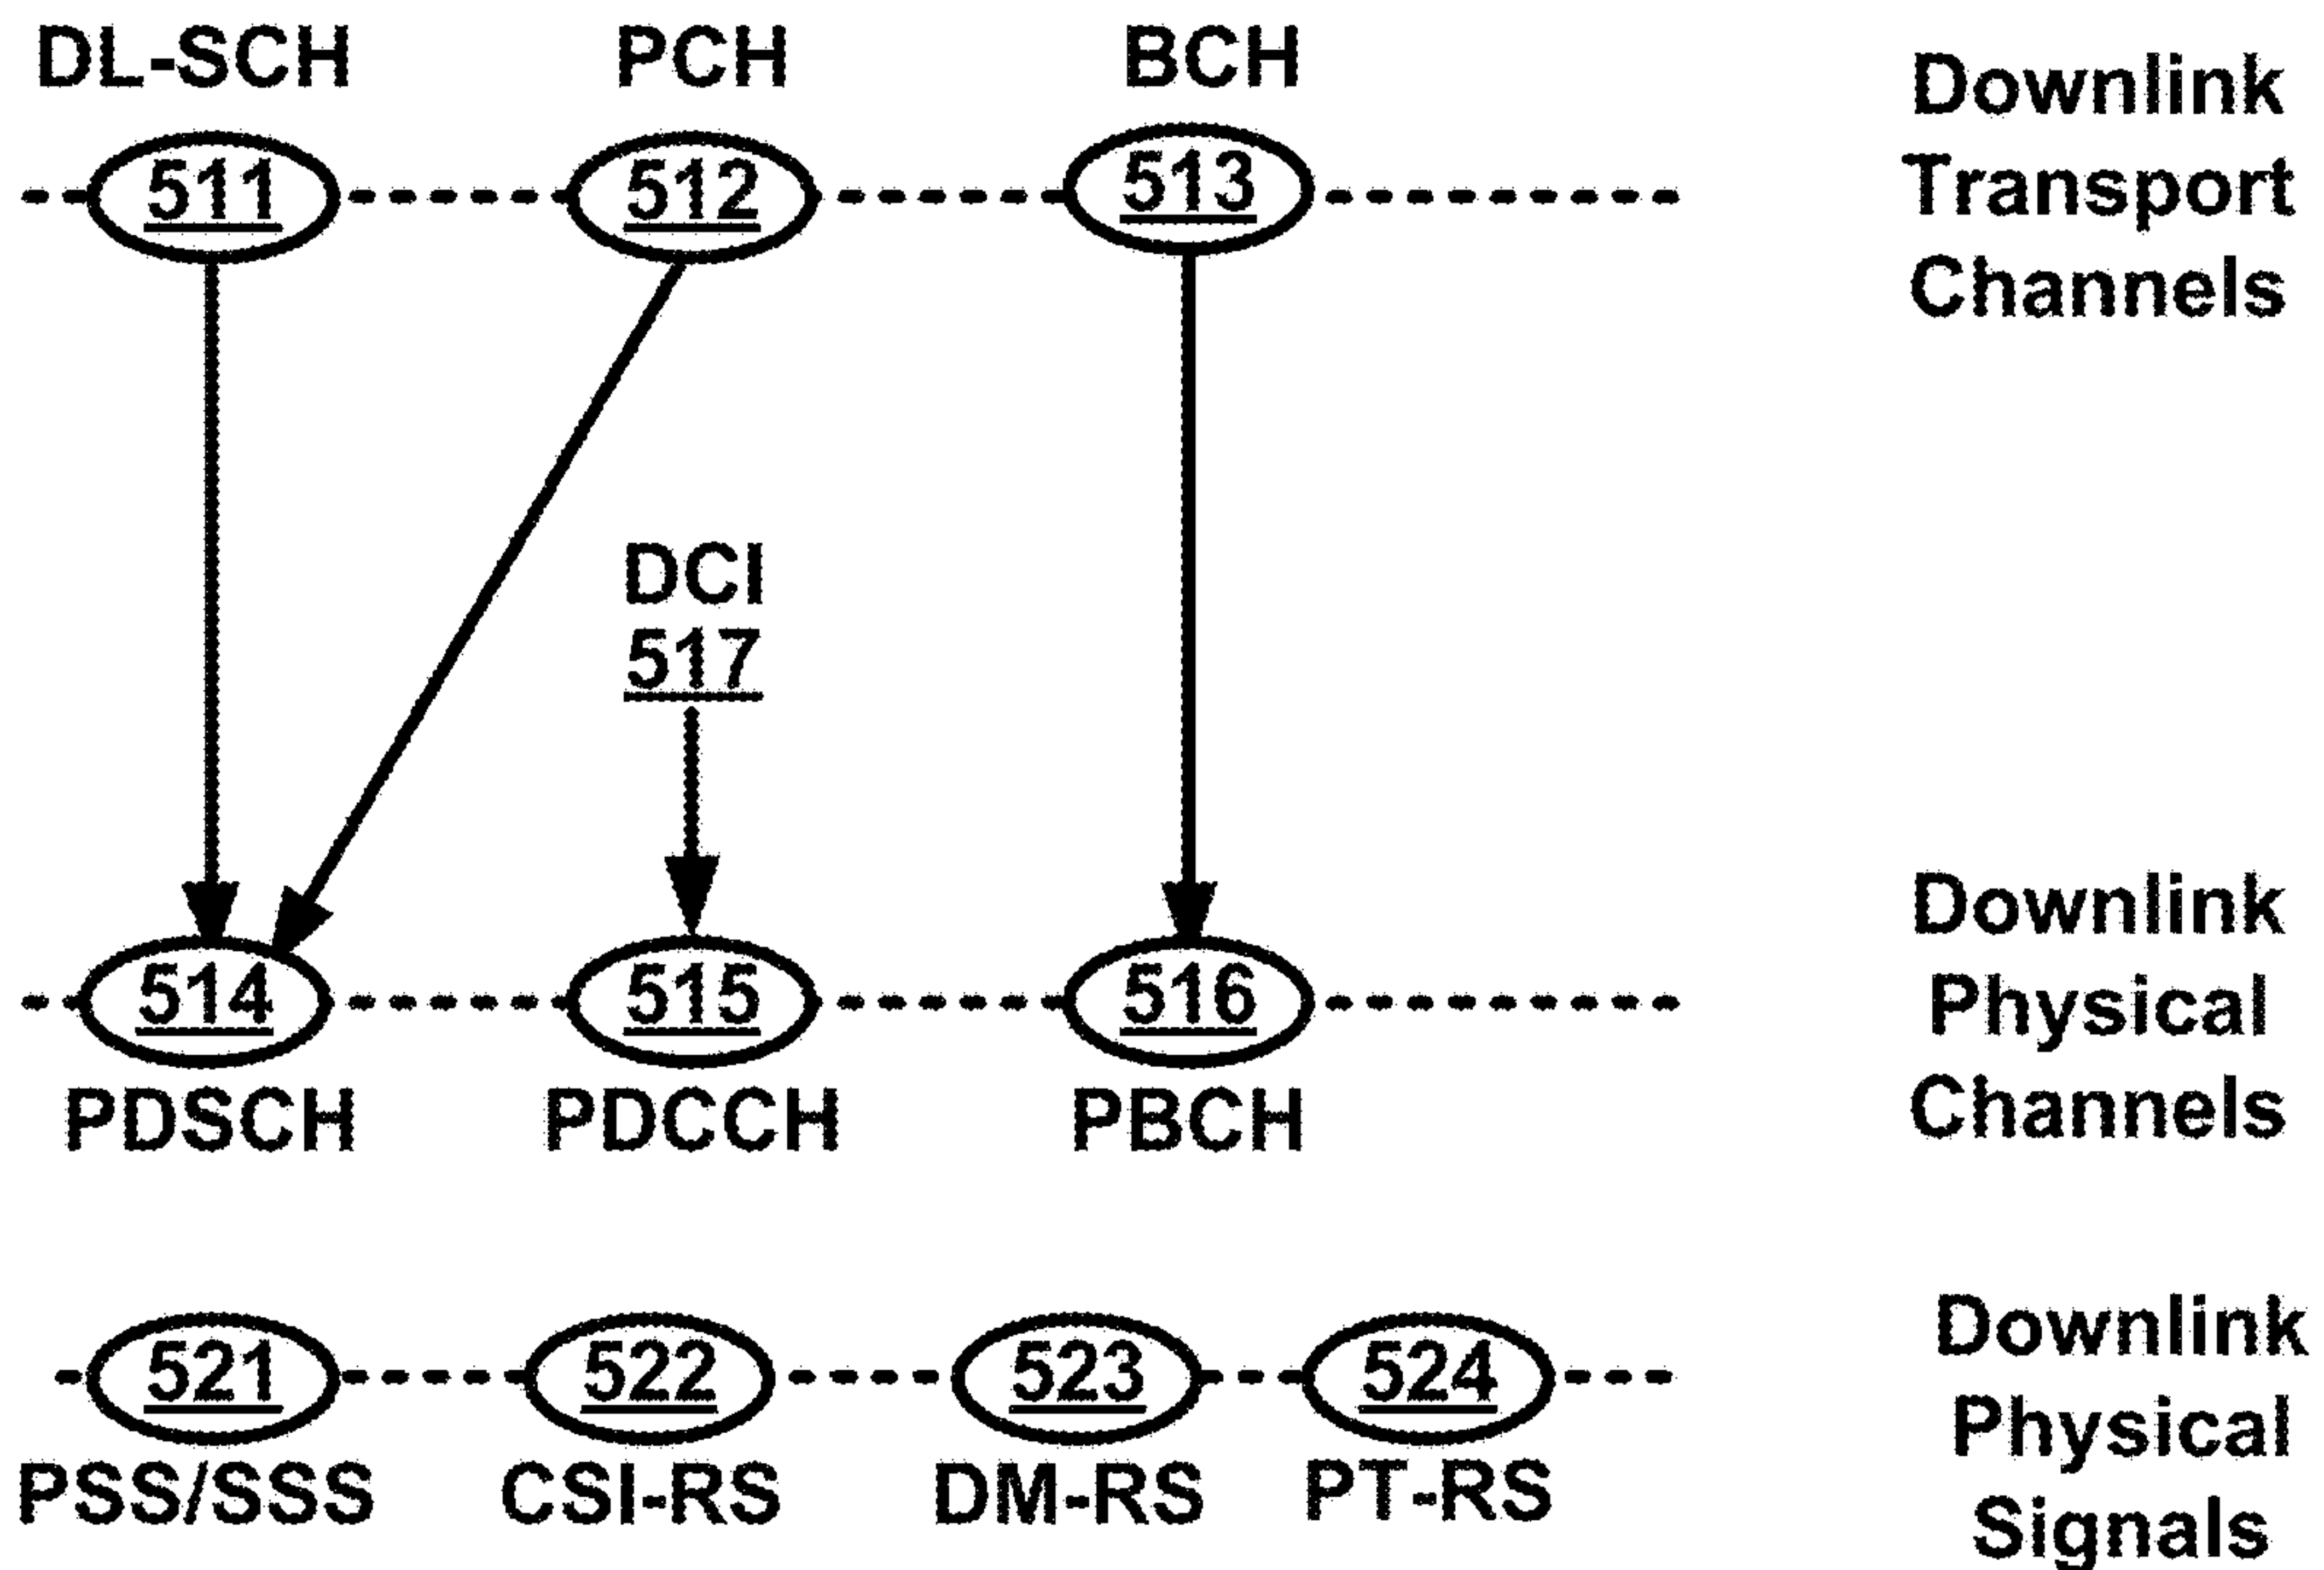 DL-SCH PCH BCH
511 512 513
Downlink
Transport
Channels
DCI
517
514 515 516
PDSCH PDCCH PBCH
Downlink
Physical
Channels
521 522 523 524
PSS/SSS CSI-RS DM-RS PT-RS
Downlink
Physical
Signals